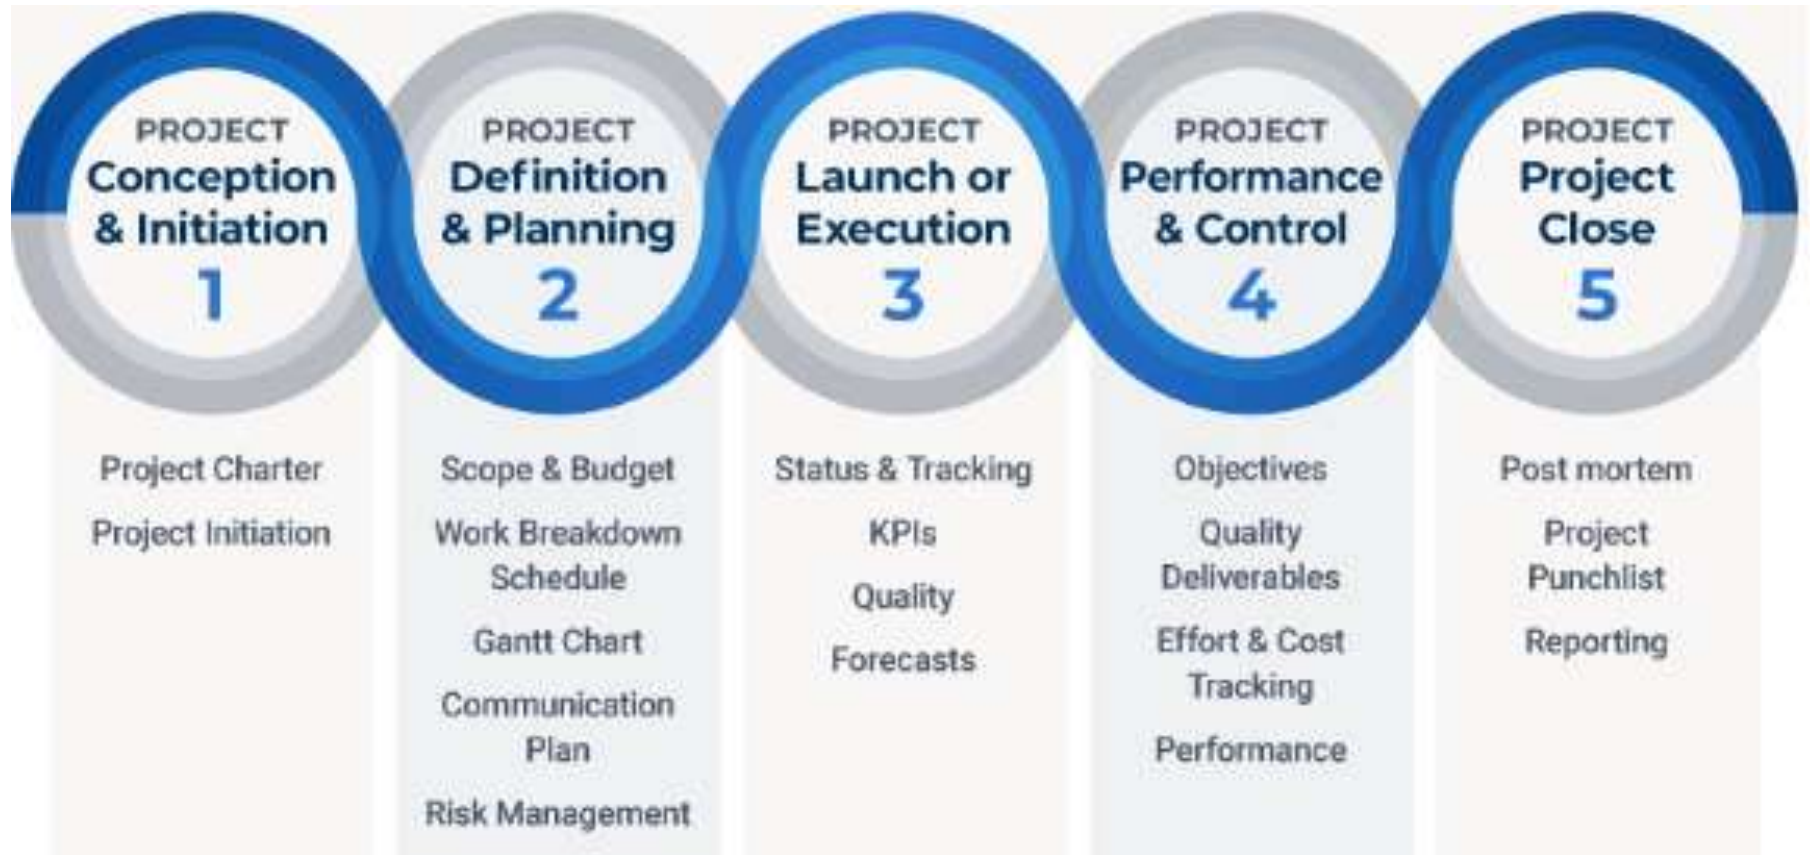 PROJECT
Conception
& Initiation
1
Project Charter
Project Initiation
PROJECT
Definition
& Planning
2
Scope & Budget
Work Breakdown
Schedule
Gantt Chart
Communication
Plan
Risk Management
PROJECT
Launch or
Execution
3
Status & Tracking
KPIs
Quality
Forecasts
PROJECT
Performance
& Control
4
Objectives
Quality
Deliverables
Effort & Cost
Tracking
Performance
PROJECT
Project
Close
5
Post mortem
Project
Punchlist
Reporting